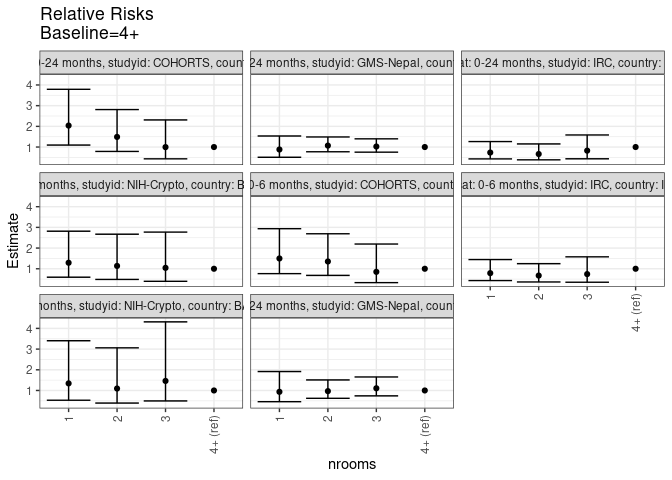 Relative Risks
Baseline=4+
0-24 months, studyid: COHORTS, coun
24 months, studyid: GMS-Nepal, coun
at: 0-24 months, studyid: IRC, country:
4
3
2
1
months, studyid: NIH-Crypto, country: B
0-6 months, studyid: COHORTS, count
at: 0-6 months, studyid: IRC, country: I
4
3
2
1
Estimate
months, studyid: NIH-Crypto, country: BA
24 months, studyid: GMS-Nepal, coun
1
2
3
4+ (ref)
4
3
2
1
1
2
3
4+ (ref)
1
2
3
4+ (ref)
nrooms